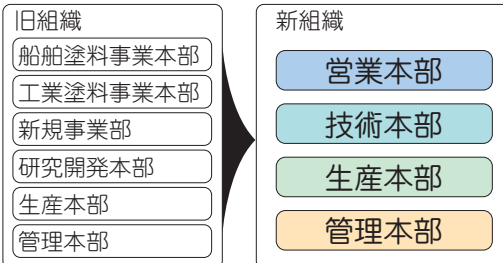 旧組織
船舶塗料事業本部
工業塗料事業本部
新規事業部
研究開発本部
生産本部
管理本部
新組織
営業本部
技術本部
生産本部
管理本部